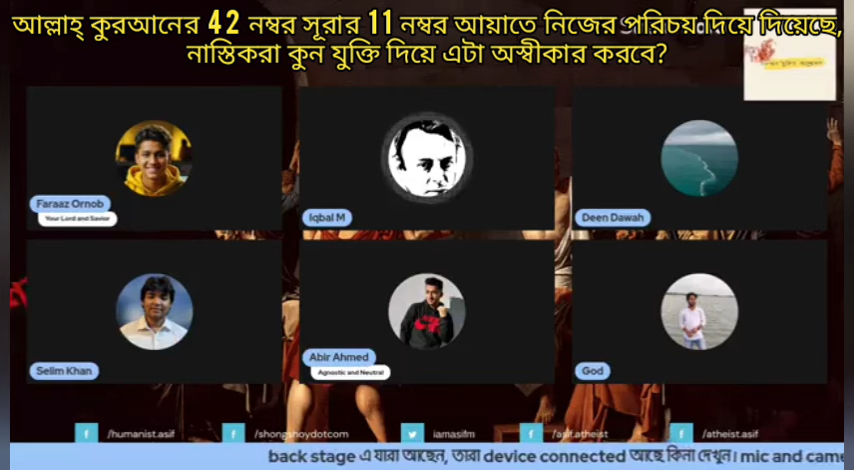 আল্লাহ্ কুরআনের 42 নম্বর সূরার 11 নম্বর আয়াতে নিজের পরিচয় দিয়ে দিয়েছে,
নাস্তিকরা কুন যুক্তি দিয়ে এটা অস্বীকার করবে?
Faraaz Ornob
Your Lord and Savior
Iqbal M
Deen Dawah
Selim Khan
Abir Ahmed
Agnostic and Neutral
God
/humanist.asif
/shongshoydotcom
iamasifm
/asif.atheist
/atheist.asif
back stage এ যারা আছেন, তারা device connected আছে কিনা দেখুন। mic and came